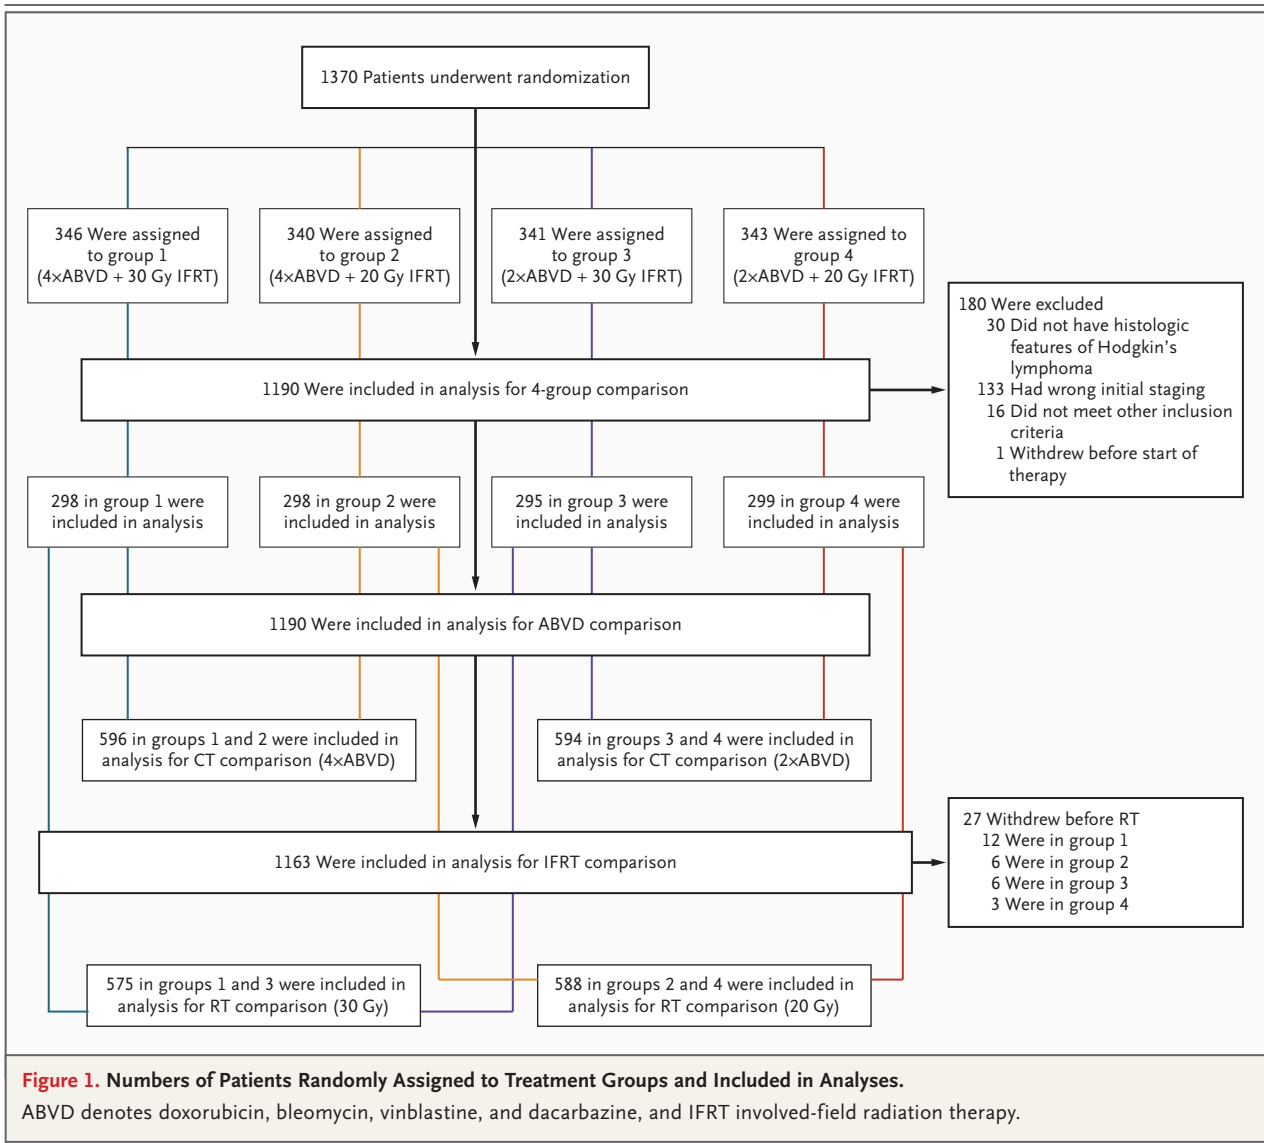 1370 Patients underwent randomization
346 Were assigned
to group 1
(4×ABVD + 30 Gy IFRT)
340 Were assigned
to group 2
(4×ABVD + 20 Gy IFRT)
341 Were assigned
to group 3
(2×ABVD + 30 Gy IFRT)
343 Were assigned to
group 4
(2×ABVD + 20 Gy IFRT)
180 Were excluded
30 Did not have histologic
features of Hodgkin's
lymphoma
133 Had wrong initial staging
16 Did not meet other inclusion
criteria
1 Withdrew before start of
therapy
1190 Were included in analysis for 4-group comparison
298 in group 1 were
included in analysis
298 in group 2 were
included in analysis
295 in group 3 were
included in analysis
299 in group 4 were
included in analysis
1190 Were included in analysis for ABVD comparison
596 in groups 1 and 2 were included in
analysis for CT comparison (4×ABVD)
594 in groups 3 and 4 were included in
analysis for CT comparison (2×ABVD)
1163 Were included in analysis for IFRT comparison
27 Withdrew before RT
12 Were in group 1
6 Were in group 2
6 Were in group 3
3 Were in group 4
575 in groups 1 and 3 were included in
analysis for RT comparison (30 Gy)
588 in groups 2 and 4 were included in
analysis for RT comparison (20 Gy)
Figure 1. Numbers of Patients Randomly Assigned to Treatment Groups and Included in Analyses.
ABVD denotes doxorubicin, bleomycin, vinblastine, and dacarbazine, and IFRT involved-field radiation therapy.